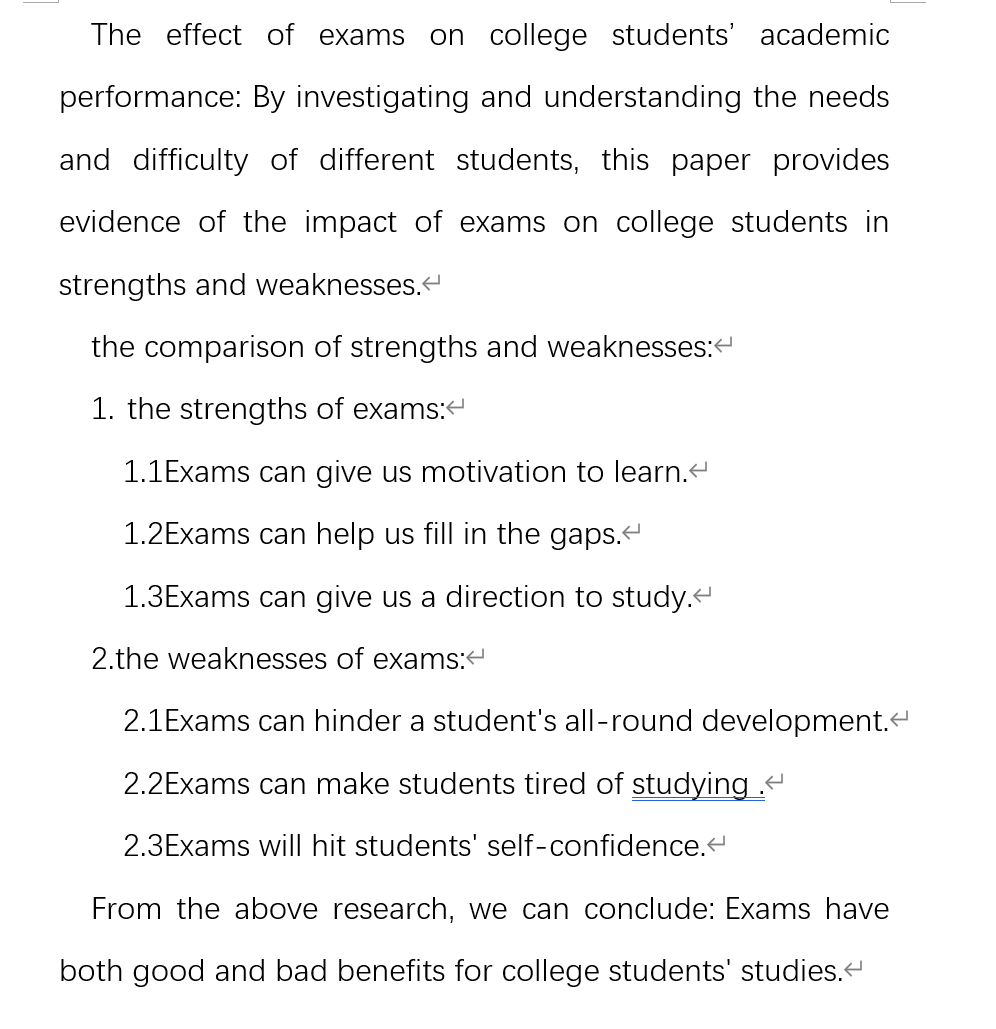 The effect of exams on college students’ academic
performance: By investigating and understanding the needs
and difficulty of different students, this paper provides
evidence of the impact of exams on college students in
strengths and weaknesses.↵
the comparison of strengths and weaknesses:↵
1. the strengths of exams:↵
1.1Exams can give us motivation to learn.↵
1.2Exams can help us fill in the gaps.↵
1.3Exams can give us a direction to study.↵
2.the weaknesses of exams:↵
2.1Exams can hinder a student's all-round development.↵
2.2Exams can make students tired of studying .↵
2.3Exams will hit students' self-confidence.↵
From the above research, we can conclude: Exams have
both good and bad benefits for college students' studies.↵